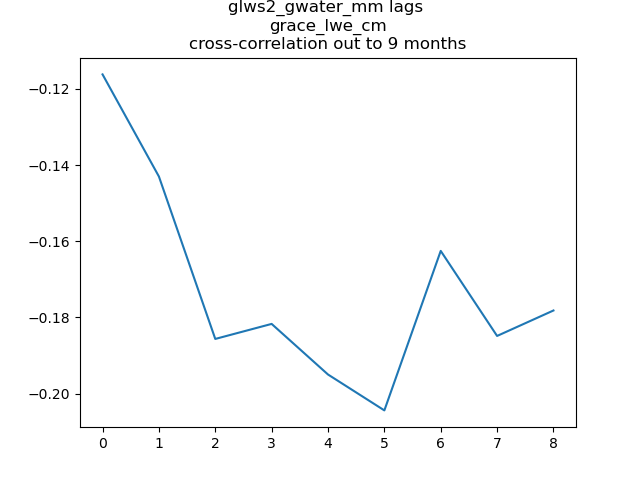 glws2_gwater_mm lags
grace_lwe_cm
cross-correlation out to 9 months
−0.12
−0.14
−0.16
−0.18
−0.20
0 1 2 3 4 5 6 7 8